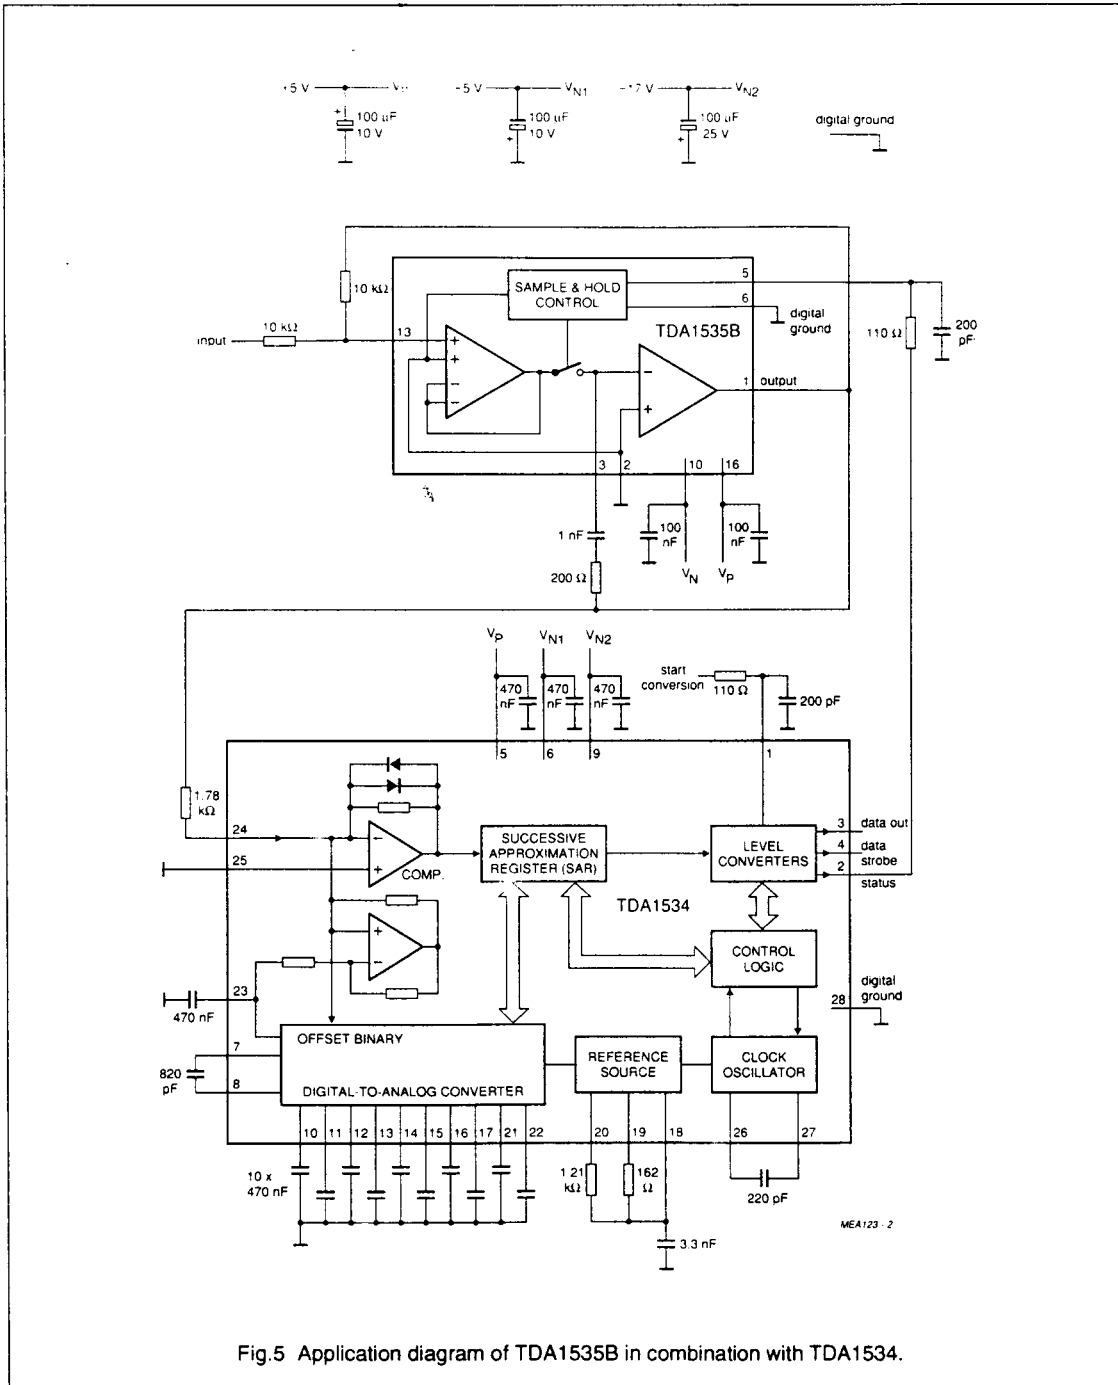 +5 V
100 µF
10 V
-5 V
VN1
100 µF
10 V
-17 V
VN2
100 µF
25 V
digital ground
10 kΩ
SAMPLE & HOLD
CONTROL
5
6
digital
ground
TDA1535B
110 Ω
200
pF
input
10 kΩ
13
+
+
−
−
−
+
1
output
3
2
10
16
1 nF
100
nF
100
nF
200 Ω
VN
VP
VP
VN1
VN2
start
conversion
110 Ω
470
nF
470
nF
470
nF
200 pF
5
6
9
1
1.78
kΩ
24
25
−
+
COMP.
SUCCESSIVE
APPROXIMATION
REGISTER (SAR)
LEVEL
CONVERTERS
3
data out
4
data
strobe
2
status
TDA1534
+
−
CONTROL
LOGIC
23
470 nF
28
digital
ground
OFFSET BINARY
DIGITAL-TO-ANALOG CONVERTER
7
8
820
pF
REFERENCE
SOURCE
CLOCK
OSCILLATOR
10
11
12
13
14
15
16
17
21
22
20
19
18
26
27
10 x
470 nF
1.21
kΩ
162
Ω
220 pF
3.3 nF
MEA123 - 2
Fig.5 Application diagram of TDA1535B in combination with TDA1534.